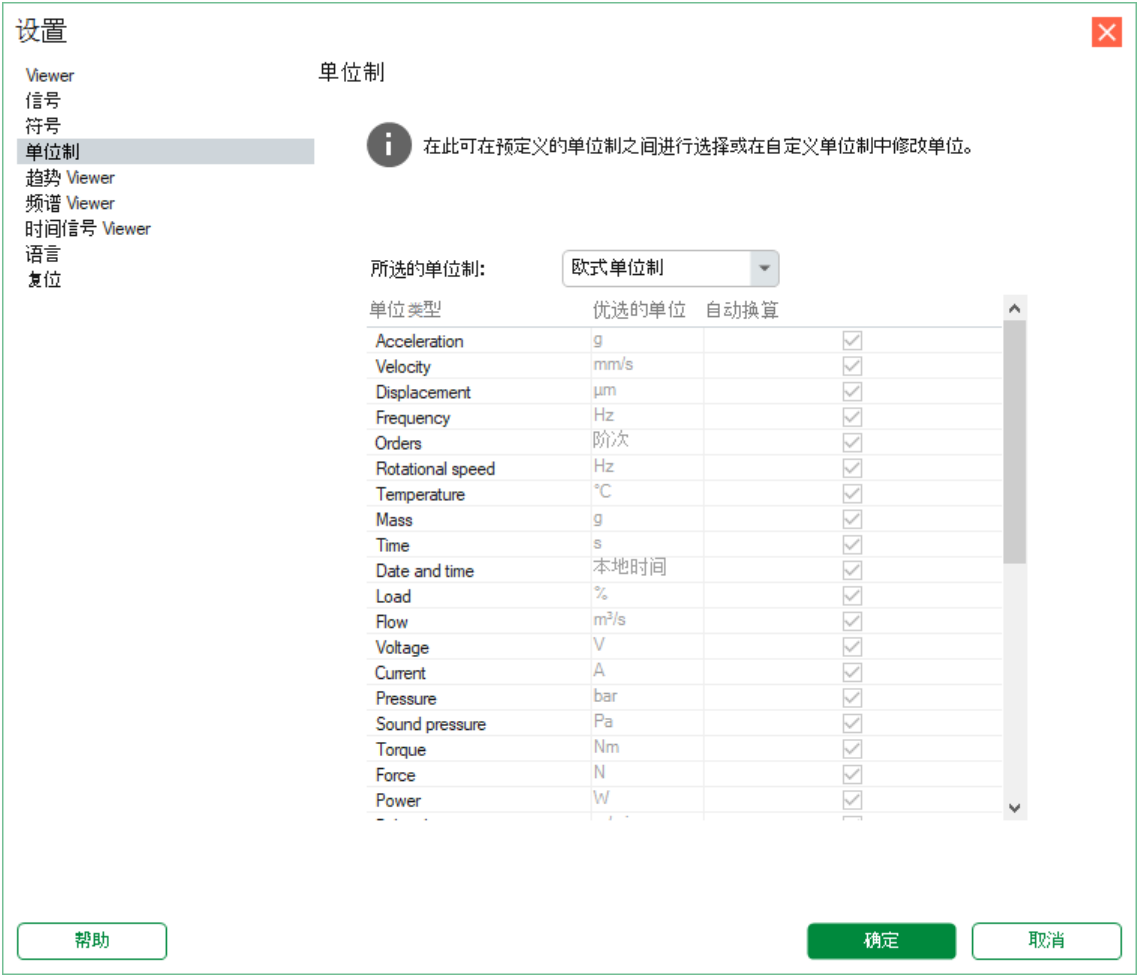 设置
Viewer
信号
符号
单位制
趋势 Viewer
频谱 Viewer
时间信号 Viewer
语言
复位
单位制
在此可在预定义的单位制之间进行选择或在自定义单位制中修改单位。
所选的单位制: 欧式单位制
单位类型 优选的单位 自动换算
Acceleration g
Velocity mm/s
Displacement µm
Frequency Hz
Orders 阶次
Rotational speed Hz
Temperature °C
Mass g
Time s
Date and time 本地时间
Load %
Flow m³/s
Voltage V
Current A
Pressure bar
Sound pressure Pa
Torque Nm
Force N
Power W
帮助 确定 取消